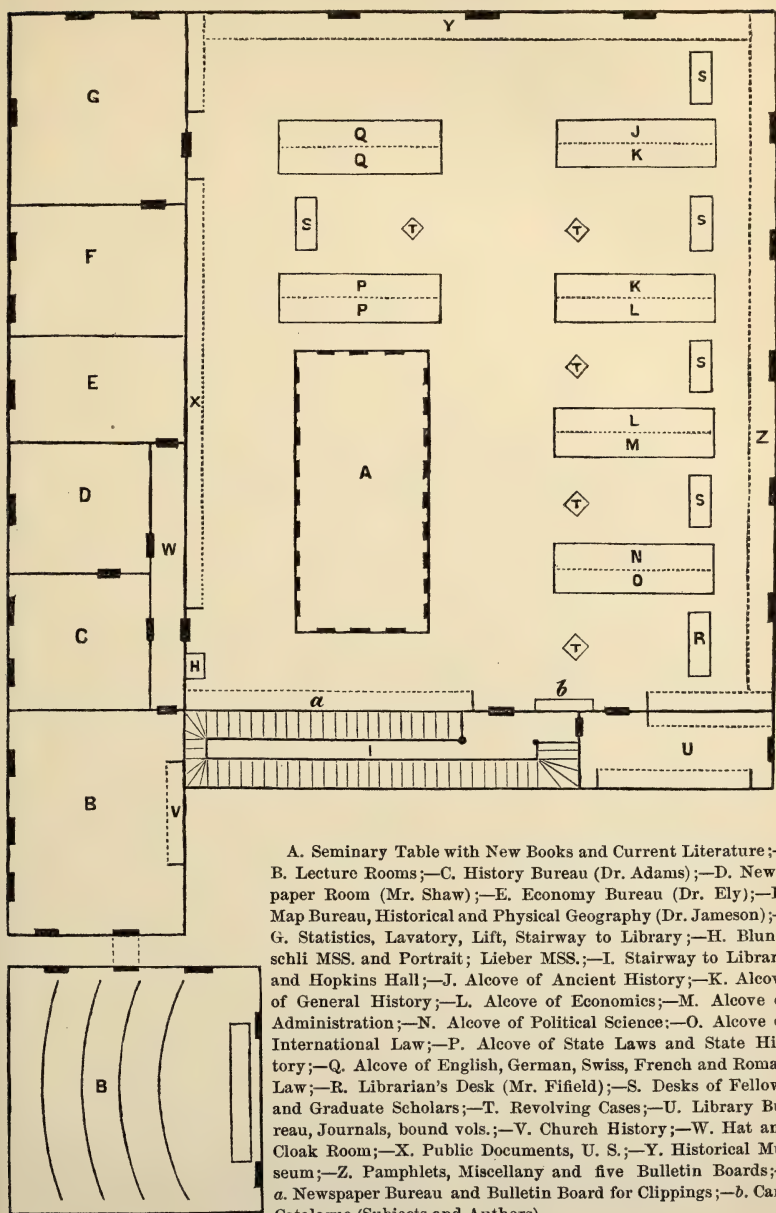 Y
G
S
Q
J
Q
K
S
T
T
S
F
P
K
P
L
E
T
S
X
L
Z
A
M
D
T
S
W
N
O
C
T
R
H
a
b
I
U
B
V
B
A. Seminary Table with New Books and Current Literature;—
B. Lecture Rooms;—C. History Bureau (Dr. Adams);—D. New
paper Room (Mr. Shaw);—E. Economy Bureau (Dr. Ely);—
Map Bureau, Historical and Physical Geography (Dr. Jameson);—
G. Statistics, Lavatory, Lift, Stairway to Library;—H. Blun
schli MSS. and Portrait; Lieber MSS.;—I. Stairway to Librar
and Hopkins Hall;—J. Alcove of Ancient History;—K. Alcov
of General History;—L. Alcove of Economics;—M. Alcove
Administration;—N. Alcove of Political Science;—O. Alcove
International Law;—P. Alcove of State Laws and State His
tory;—Q. Alcove of English, German, Swiss, French and Roma
Law;—R. Librarian's Desk (Mr. Fifield);—S. Desks of Fellow
and Graduate Scholars;—T. Revolving Cases;—U. Library Bu
reau, Journals, bound vols.;—V. Church History;—W. Hat an
Cloak Room;—X. Public Documents, U. S.;—Y. Historical Mu
seum;—Z. Pamphlets, Miscellany and five Bulletin Boards;—
a. Newspaper Bureau and Bulletin Board for Clippings;—b. Car
Catalogue (Subjects and Authors)